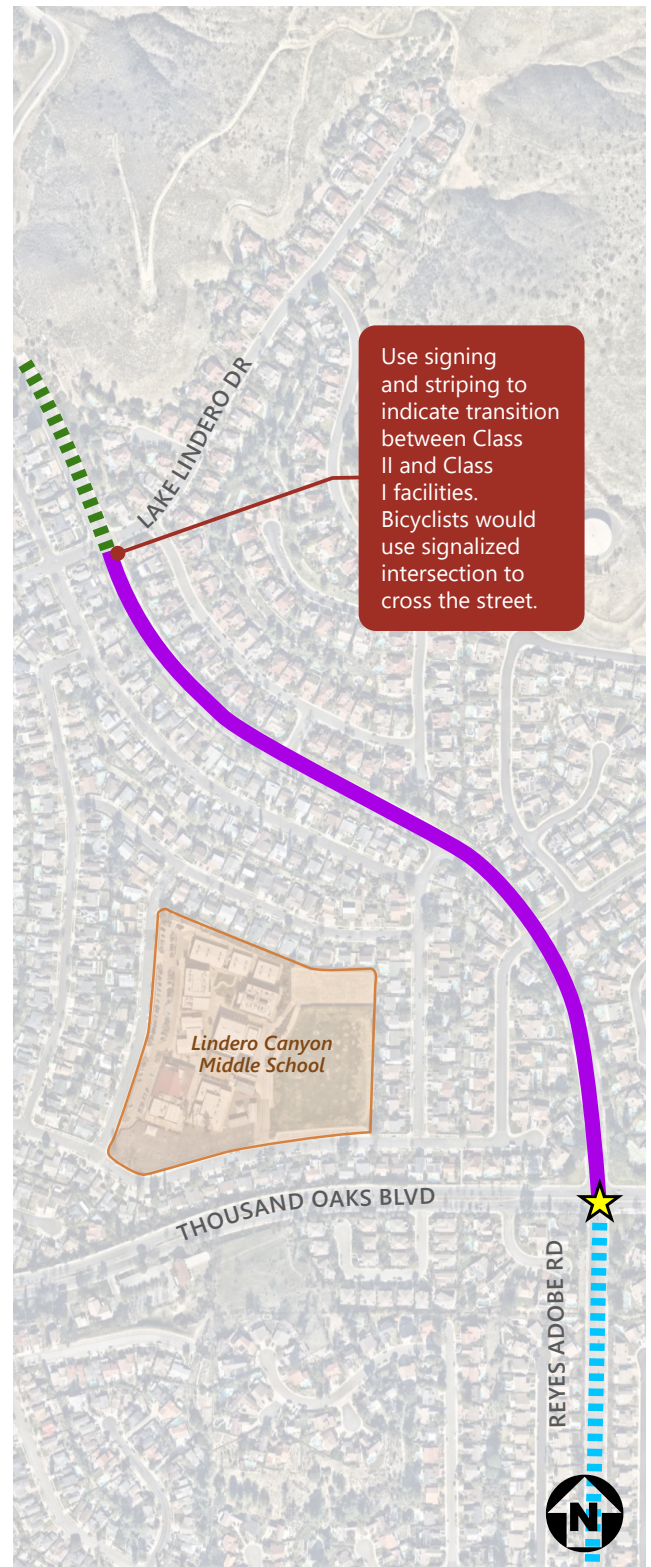 Use signing
and striping to
indicate transition
between Class
II and Class
I facilities.
Bicyclists would
use signalized
intersection to
cross the street.
LAKE LINDERO DR
Lindero Canyon
Middle School
THOUSAND OAKS BLVD
REYES ADOBE RD
N